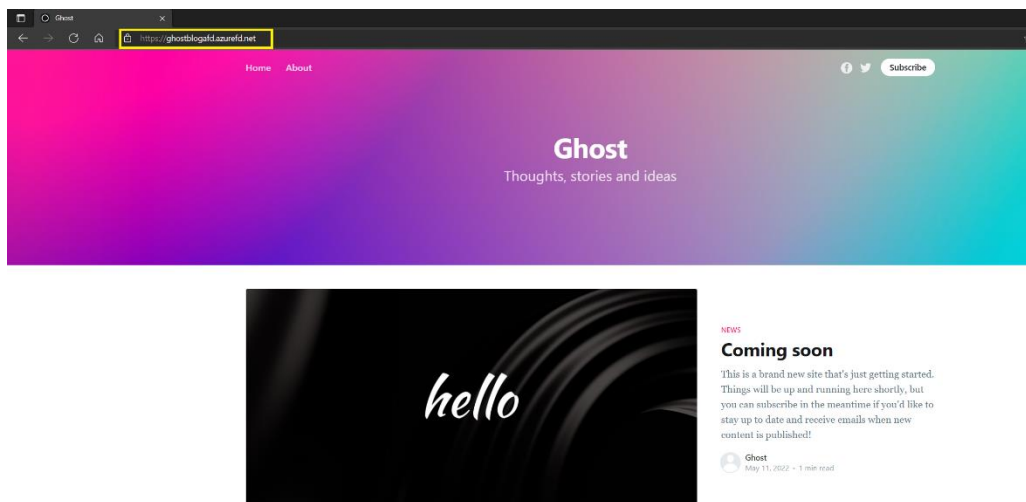 Ghost
https://ghostblogafd.azurefd.net
Home About Subscribe
Ghost
Thoughts, stories and ideas
hello
NEWS
Coming soon
This is a brand new site that's just getting started.
Things will be up and running here shortly, but
you can subscribe in the meantime if you'd like to
stay up to date and receive emails when new
content is published!
Ghost
May 11, 2022 • 1 min read